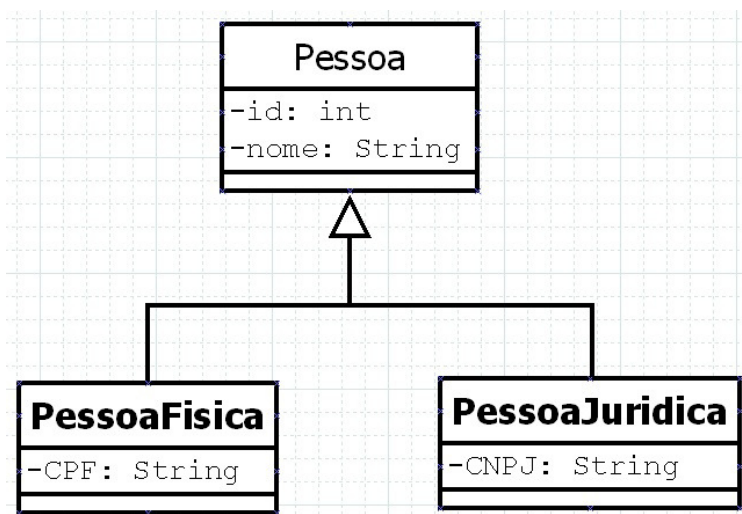 Pessoa
-id: int
-nome: String
PessoaFisica
-CPF: String
PessoaJuridica
-CNPJ: String